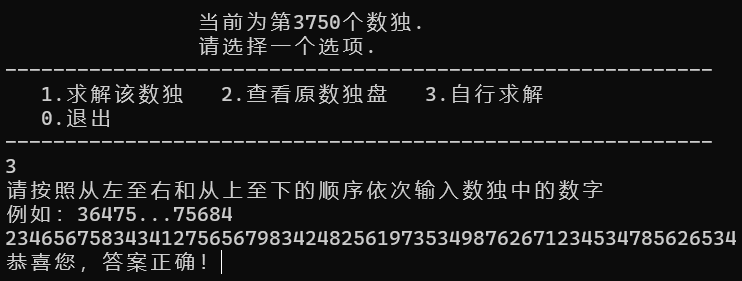 当前为第3750个数独.
请选择一个选项.
-----------------------------------------------------------
1.求解该数独 2.查看原数独盘 3.自行求解
0.退出
-----------------------------------------------------------
3
请按照从左至右和从上至下的顺序依次输入数独中的数字
例如：36475...75684
2346567583434127565679834248256197353498762671234534785626534
恭喜您，答案正确！